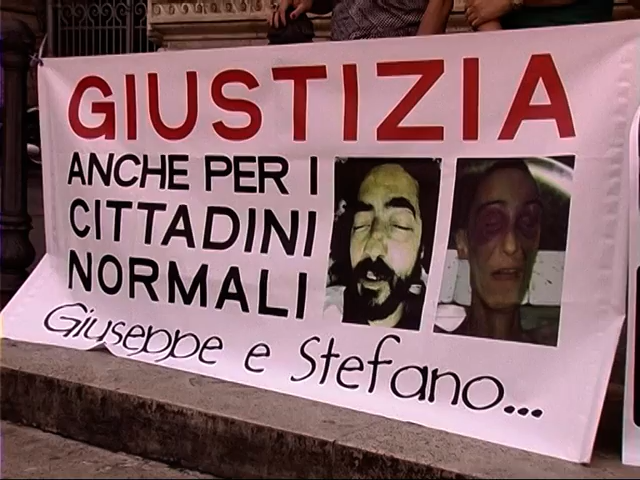 GIUSTIZIA
ANCHE PER I
CITTADINI
NORMALI
Giuseppe e Stefano...